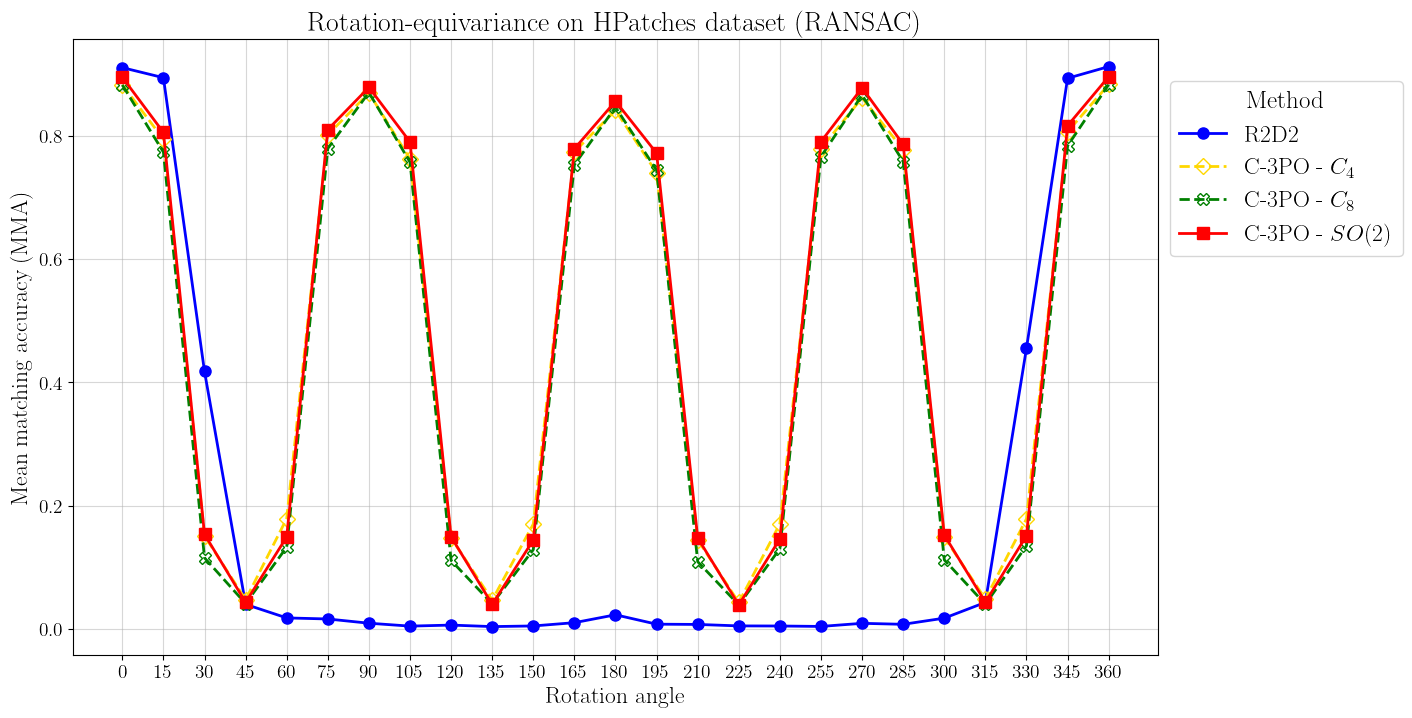 Rotation-equivariance on HPatches dataset (RANSAC)
Mean matching accuracy (MMA)
0.8
0.6
0.4
0.2
0.0
0 15 30 45 60 75 90 105 120 135 150 165 180 195 210 225 240 255 270 285 300 315 330 345 360
Rotation angle
Method
R2D2
C-3PO - C₄
C-3PO - C₈
C-3PO - SO(2)